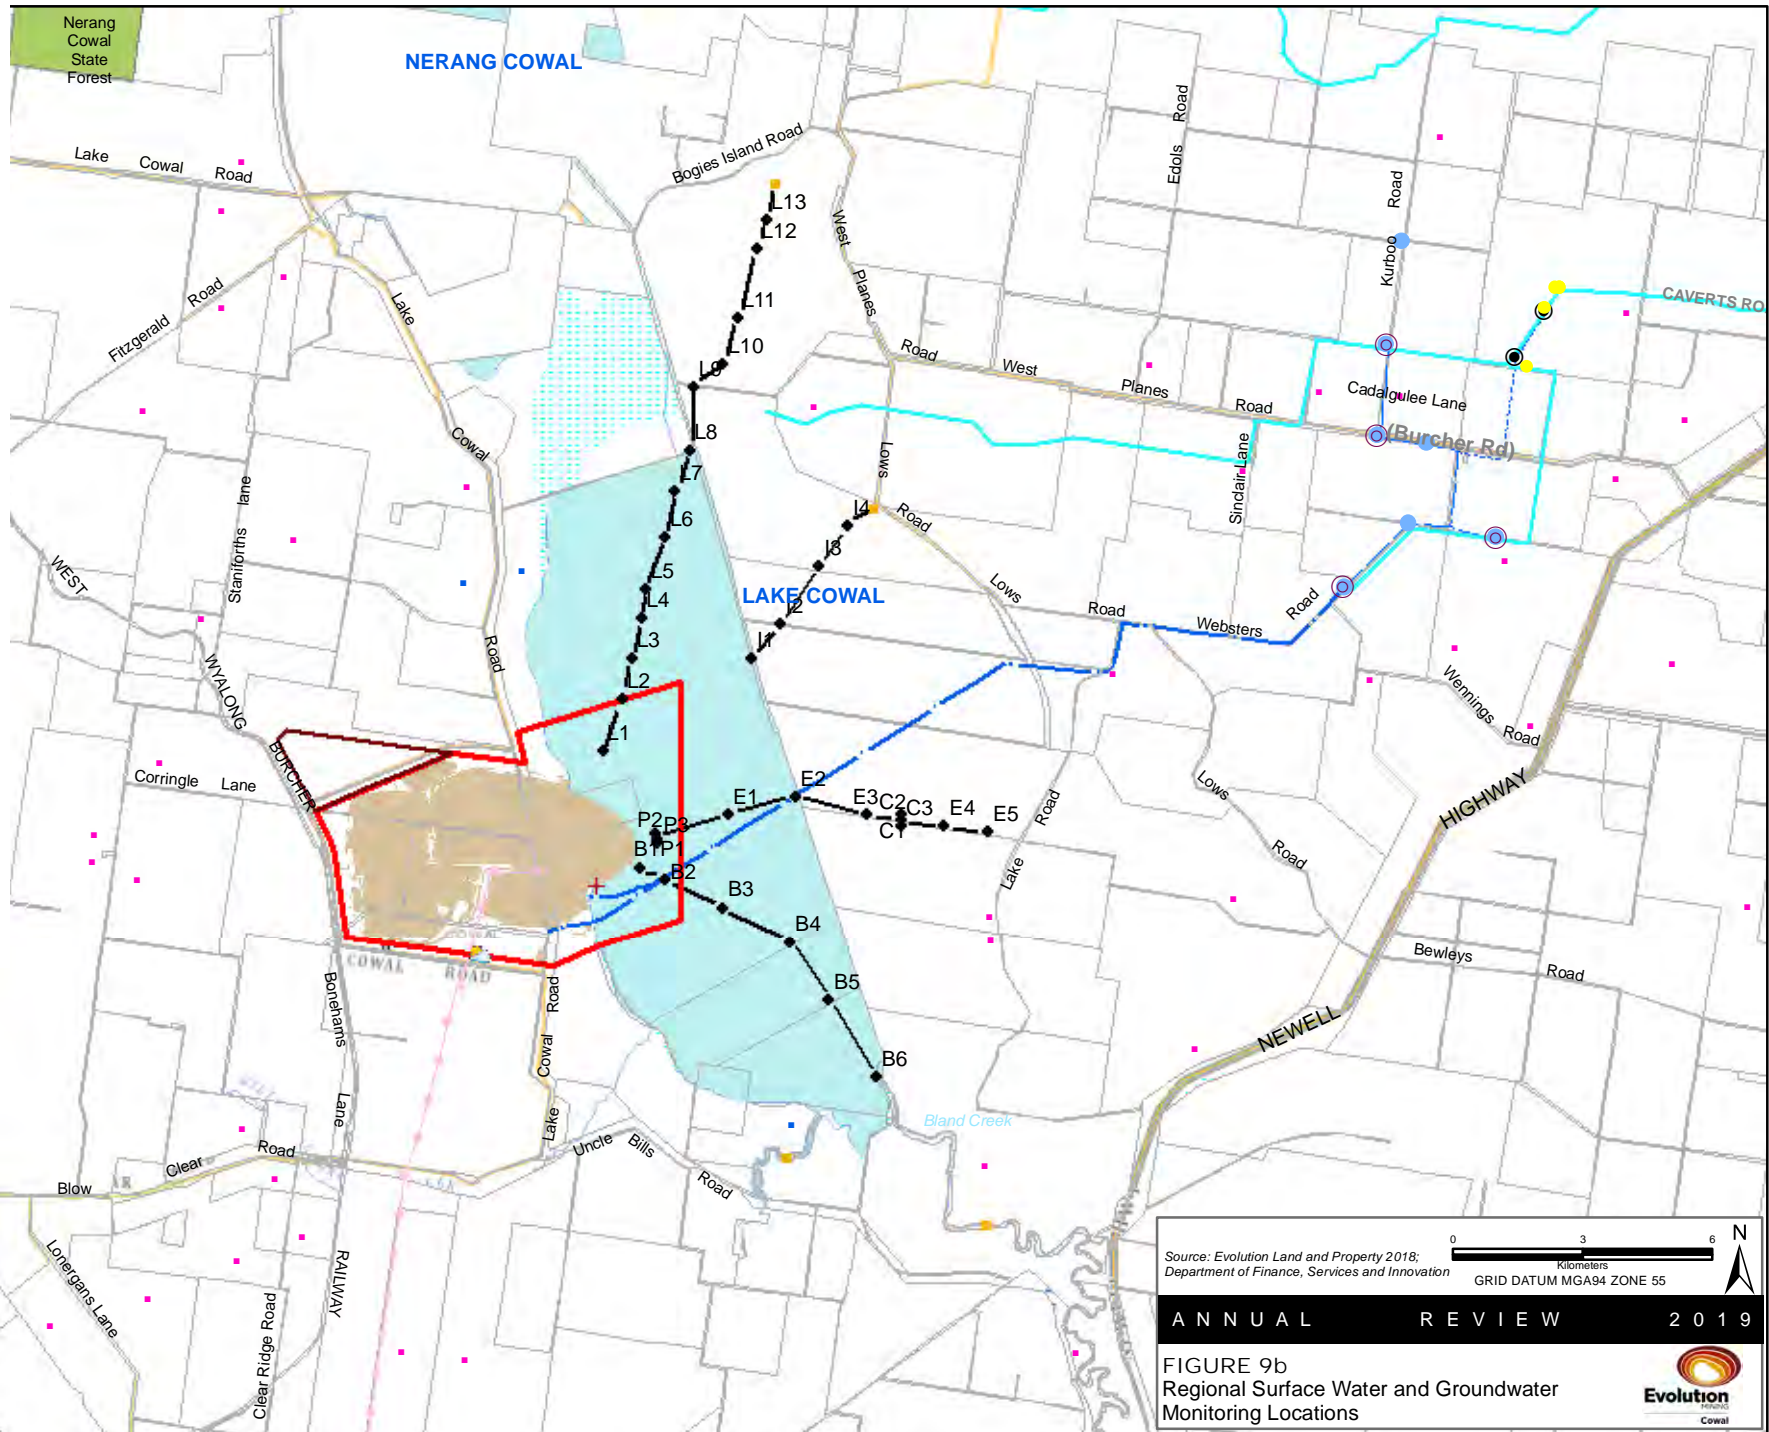 Nerang
Cowal
State
Forest
NERANG COWAL
Lake Cowal Road
Bogies Island Road
Edols Road
Kurboo Road
West Planes Road West Planes Road
CAVERTS RO
Cadalgulee Lane
(Burcher Rd)
Fitzgerald Road
Lake Cowal Road
L13
L12
L11
L10
L9
L8
L7
L6
L5
L4
L3
L2
L1
Lows Road
Sinclair Lane
I4
I3
I2
I1
LAKE COWAL
Staniforths lane
WEST WYALONG BURCHER RAILWAY
Lows Road
Websters Road
Wennings Road
Corringle Lane
E1
E2
E3
C2
C3
C1
E4
E5
P2
P3
P1
B1
B2
B3
B4
B5
B6
Lake Road
Lows Road
NEWELL HIGHWAY
Bewleys Road
COWAL ROAD
Bonehams Lane
Lake Cowal Road
Bland Creek
Uncle Bills Road
Blow Clear Road
Lonergans Lane
Clear Ridge Road
Source: Evolution Land and Property 2018;
Department of Finance, Services and Innovation
0 3 6
Kilometers
GRID DATUM MGA94 ZONE 55
N
ANNUAL REVIEW 2019
FIGURE 9b
Regional Surface Water and Groundwater
Monitoring Locations
Evolution
MINING
Cowal